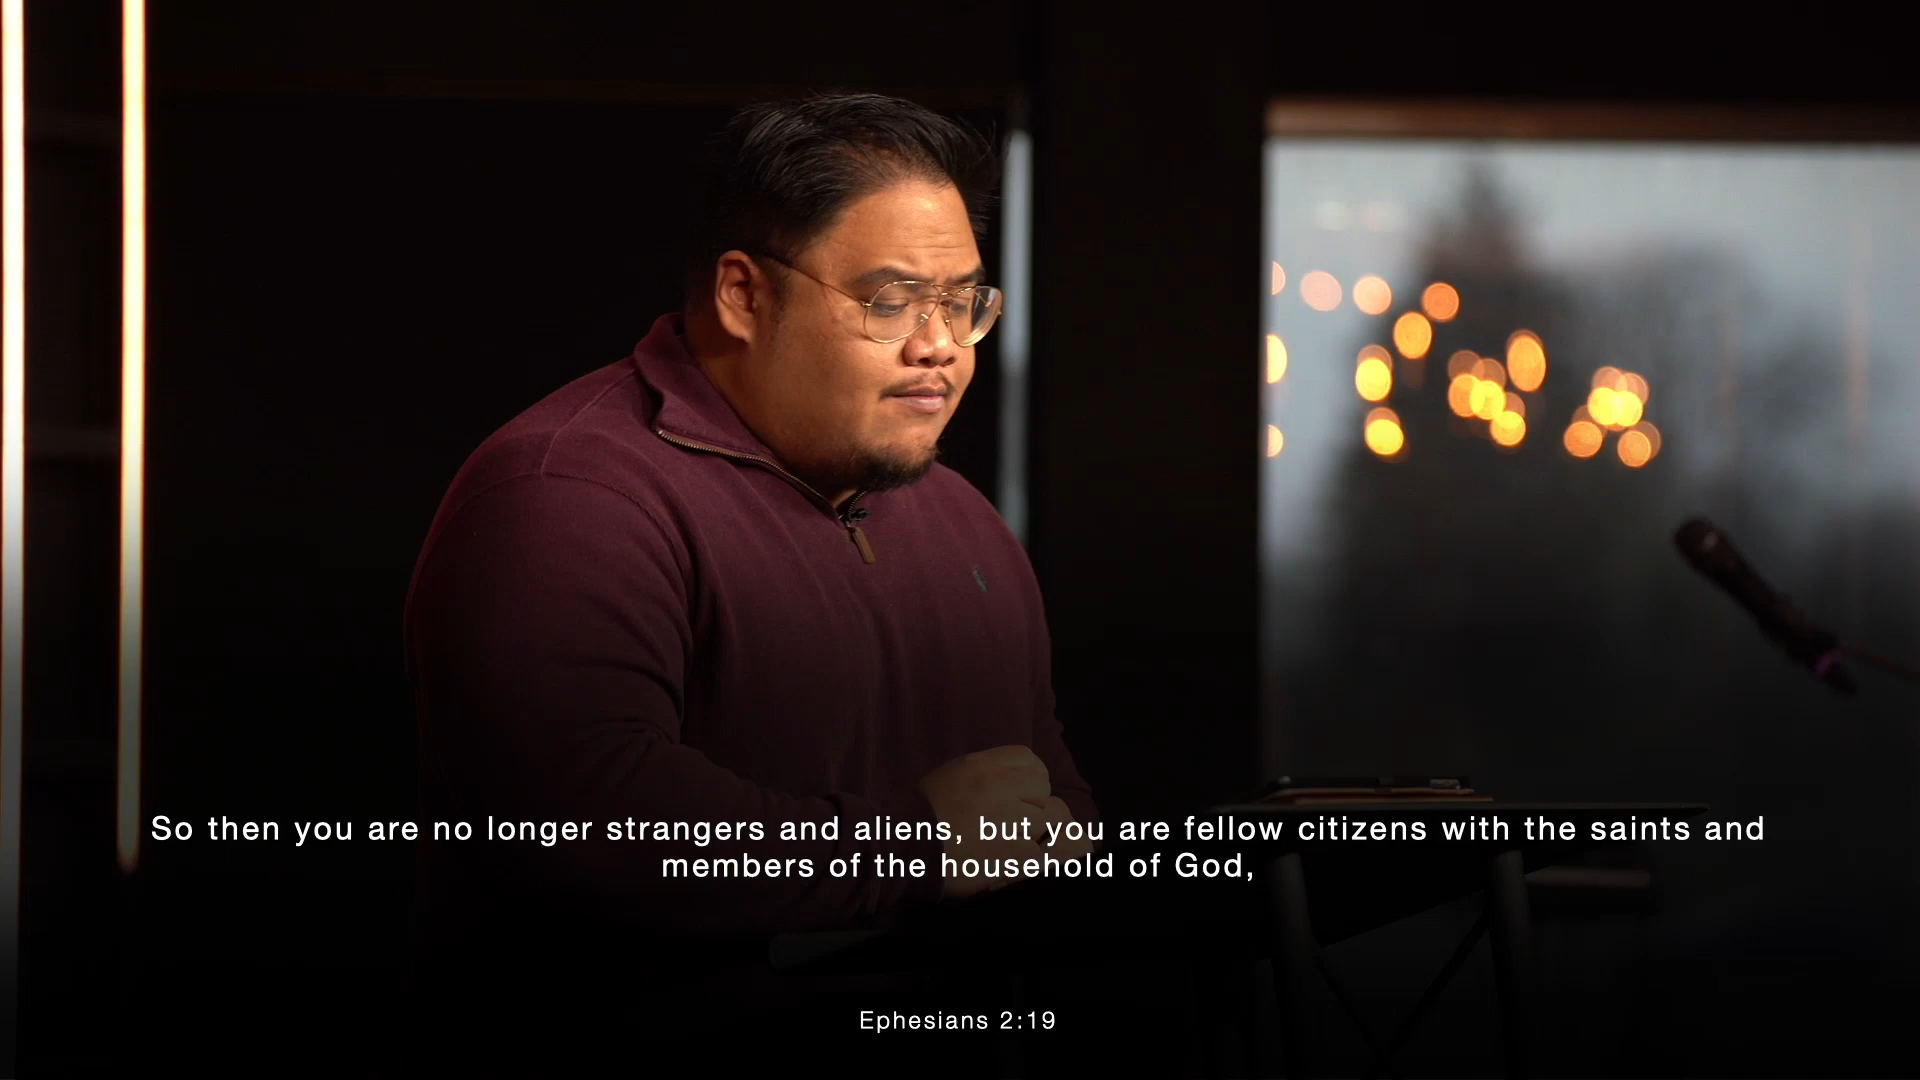 So then you are no longer strangers and aliens, but you are fellow citizens with the saints and
members of the household of God,
Ephesians 2:19